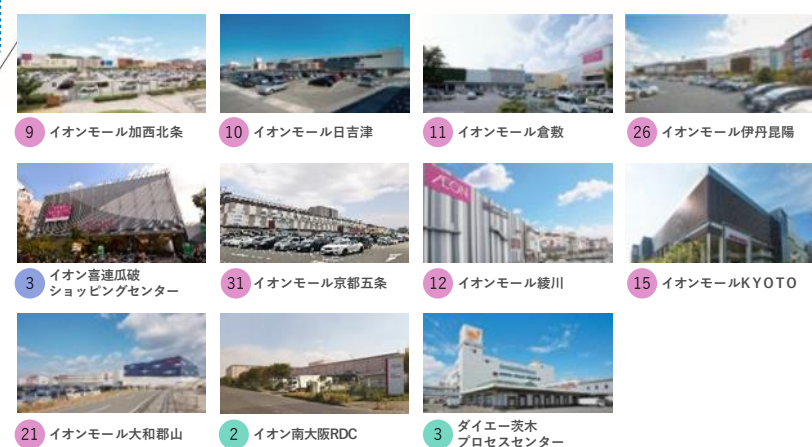 9 イオンモール加西北条
10 イオンモール日吉津
11 イオンモール倉敷
26 イオンモール伊丹昆陽
ÆON
3 イオン喜連瓜破
ショッピングセンター
31 イオンモール京都五条
12 イオンモール綾川
15 イオンモールKYOTO
21 イオンモール大和郡山
2 イオン南大阪RDC
3 ダイエー茨木
プロセスセンター